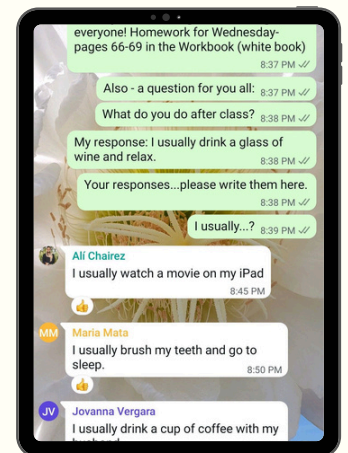 everyone! Homework for Wednesday-
pages 66-69 in the Workbook (white book)
8:37 PM
Also - a question for you all: 8:37 PM
What do you do after class? 8:38 PM
My response: I usually drink a glass of
wine and relax.
8:38 PM
Your responses...please write them here.
8:38 PM
I usually...? 8:39 PM
Alí Chairez
I usually watch a movie on my iPad
8:45 PM
MM
Maria Mata
I usually brush my teeth and go to
sleep.
8:50 PM
JV
Jovanna Vergara
I usually drink a cup of coffee with my
husband